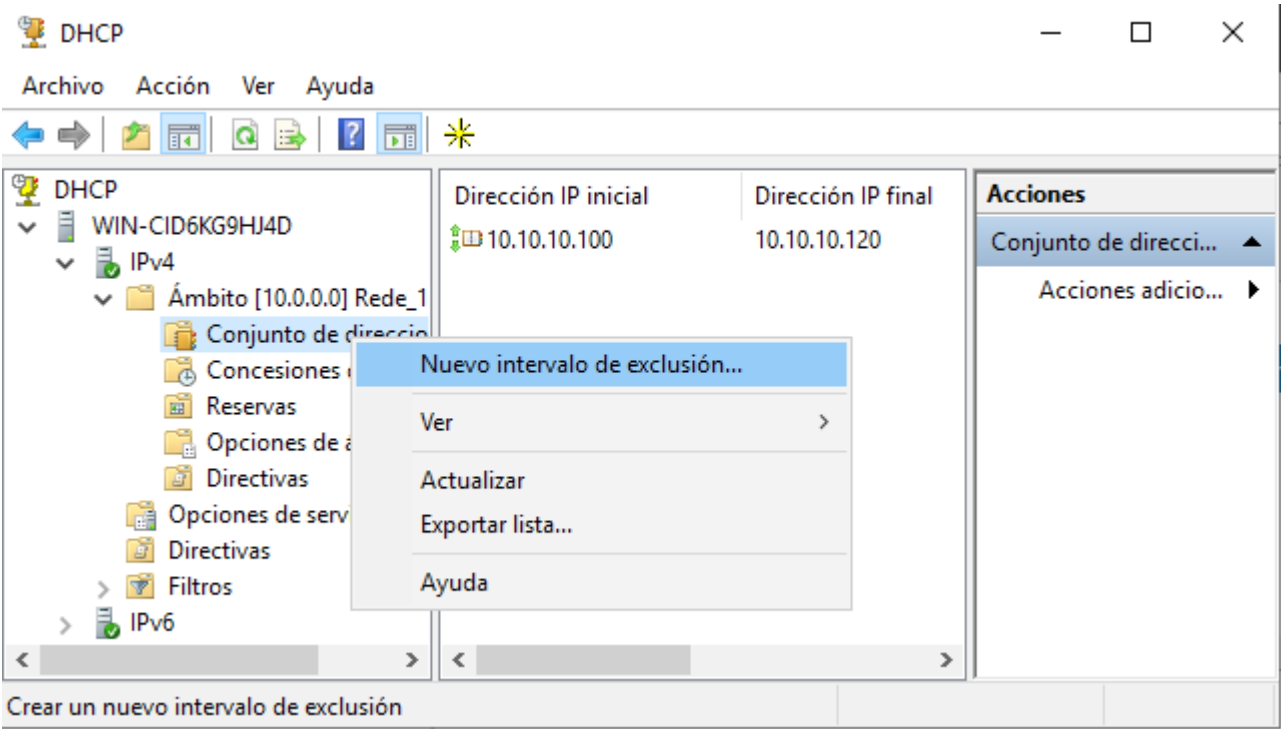 DHCP
Archivo Acción Ver Ayuda
DHCP
WIN-CID6KG9HJ4D
IPv4
Ámbito [10.0.0.0] Rede_1
Conjunto de direccio
Concesiones
Reservas
Opciones de
Directivas
Opciones de serv
Directivas
Filtros
IPv6
Dirección IP inicial Dirección IP final
10.10.10.100 10.10.10.120
Nuevo intervalo de exclusión...
Ver
Actualizar
Exportar lista...
Ayuda
Acciones
Conjunto de direcci...
Acciones adicio...
Crear un nuevo intervalo de exclusión